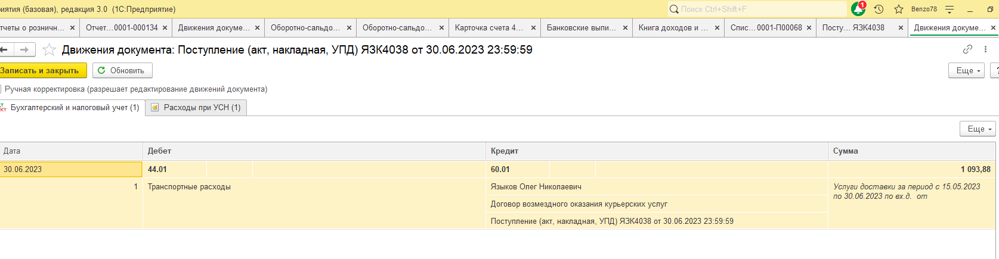 иятия (базовая), редакция 3.0 (1С:Предприятие)
Поиск Ctrl+Shift+F
1
Benzo78
тчеты о розничн... ×
Отчет...0001-000134 ×
Движения докуме... ×
Оборотно-сальдо... ×
Оборотно-сальдо... ×
Карточка счета 4... ×
Банковские выпи... ×
Книга доходов и ... ×
Спис...0001-П00068 ×
Посту... ЯЗК4038 ×
Движения докуме... ×
Движения документа: Поступление (акт, накладная, УПД) ЯЗК4038 от 30.06.2023 23:59:59
Записать и закрыть
Обновить
Еще
?
Ручная корректировка (разрешает редактирование движений документа)
Бухгалтерский и налоговый учет (1)
Расходы при УСН (1)
Еще
Дата
Дебет
Кредит
Сумма
30.06.2023
44.01
60.01
1 093,88
1
Транспортные расходы
Языков Олег Николаевич
Услуги доставки за период с 15.05.2023
по 30.06.2023 по вх.д. от
Договор возмездного оказания курьерских услуг
Поступление (акт, накладная, УПД) ЯЗК4038 от 30.06.2023 23:59:59